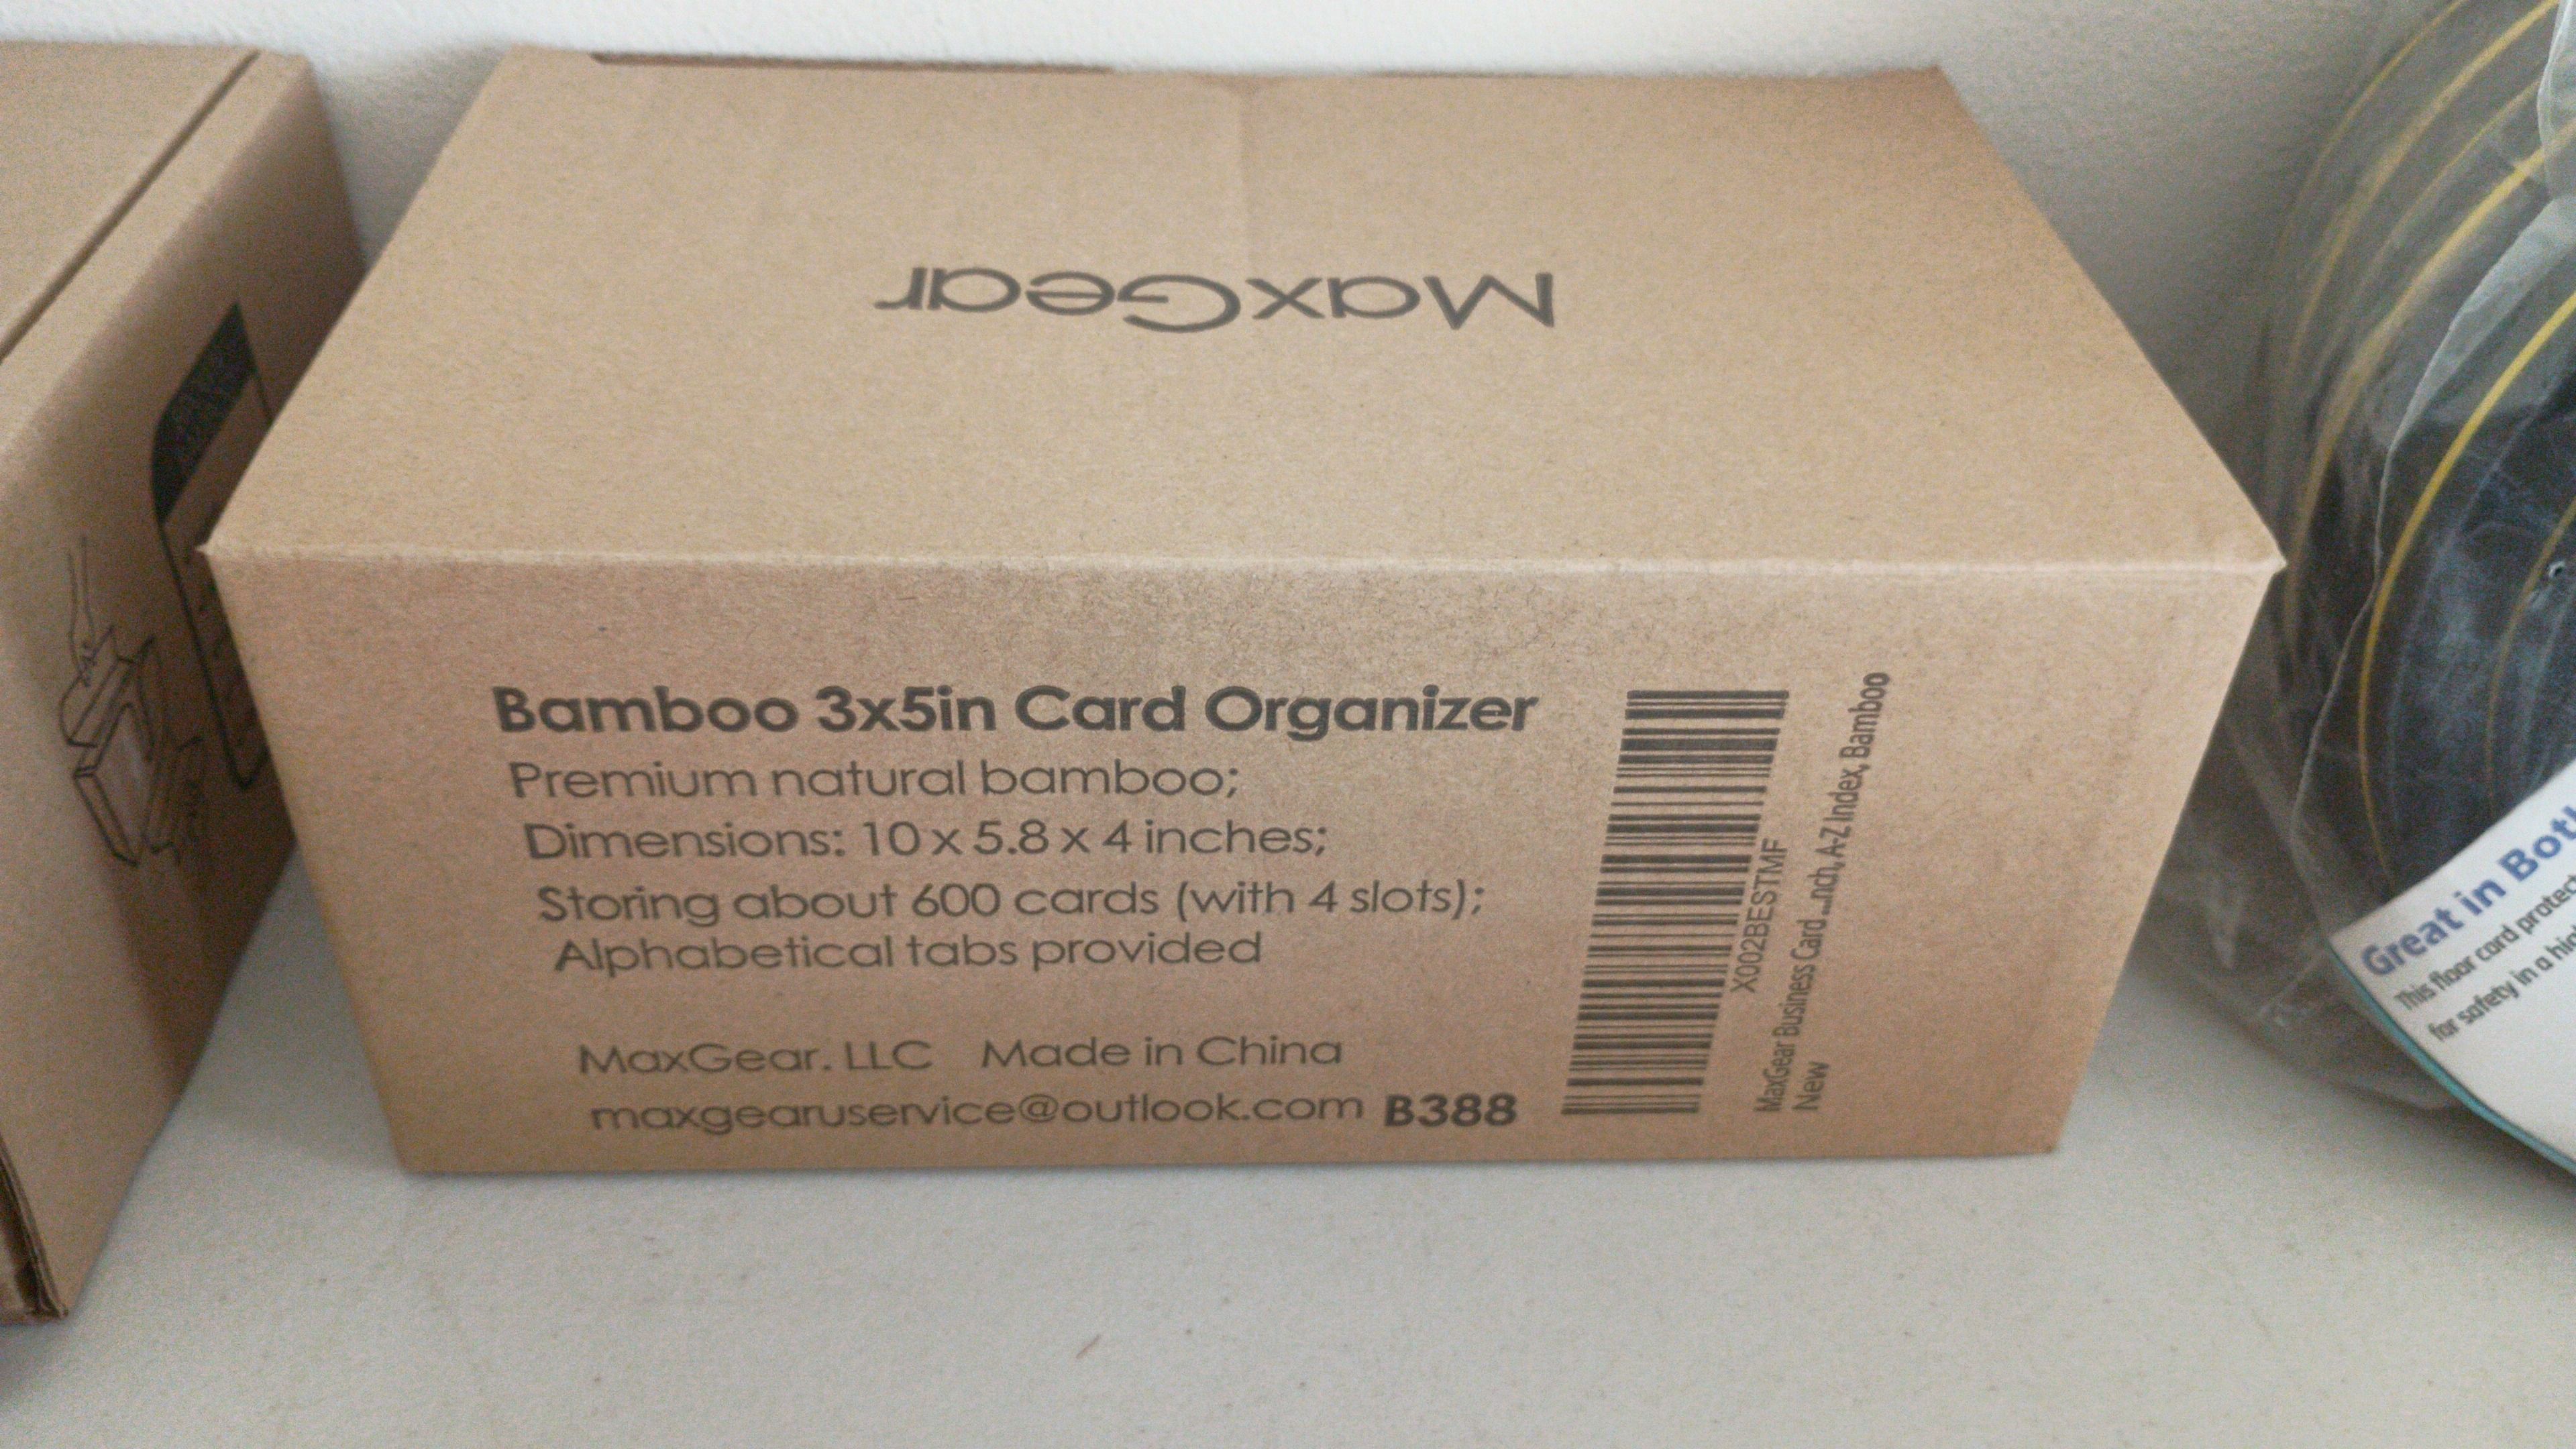 MaxGear
Bamboo 3x5in Card Organizer
Premium natural bamboo;
Dimensions: 10 x 5.8 x 4 inches;
Storing about 600 cards (with 4 slots);
Alphabetical tabs provided
MaxGear. LLC Made in China
maxgearuservice@outlook.com B388
X002BESTMF
MaxGear Business Card ...nch, A-Z Index, Bamboo
New
Great in Bot
This floor cord protect
for safety in a hi